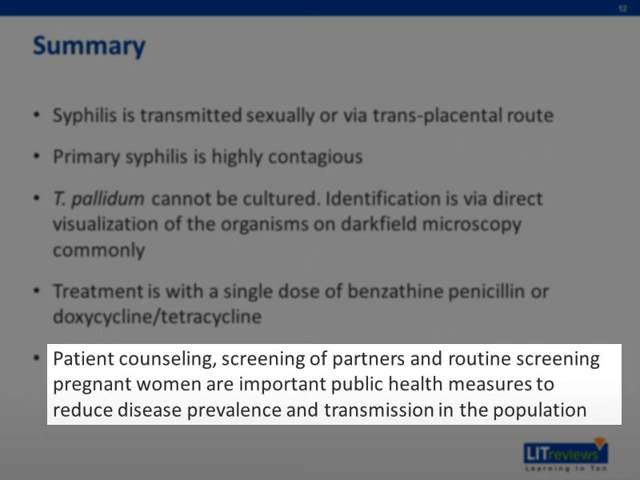 12
Summary
• Syphilis is transmitted sexually or via trans-placental route
• Primary syphilis is highly contagious
• T. pallidum cannot be cultured. Identification is via direct
visualization of the organisms on darkfield microscopy
commonly
• Treatment is with a single dose of benzathine penicillin or
doxycycline/tetracycline
• Patient counseling, screening of partners and routine screening
pregnant women are important public health measures to
reduce disease prevalence and transmission in the population
LITreviews
Learning in Ten